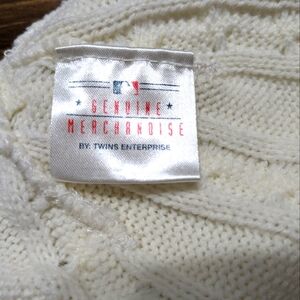 GENUINE
MERCHANDISE
BY: TWINS ENTERPRISE